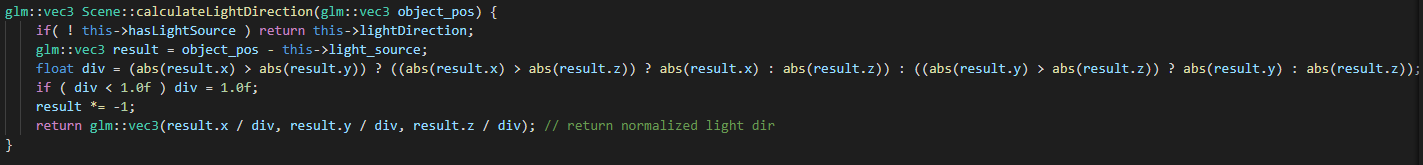 glm::vec3 Scene::calculateLightDirection(glm::vec3 object_pos) {
    if( ! this->hasLightSource ) return this->lightDirection;
    glm::vec3 result = object_pos - this->light_source;
    float div = (abs(result.x) > abs(result.y)) ? ((abs(result.x) > abs(result.z)) ? abs(result.x) : abs(result.z)) : ((abs(result.y) > abs(result.z)) ? abs(result.y) : abs(result.z));
    if ( div < 1.0f ) div = 1.0f;
    result *= -1;
    return glm::vec3(result.x / div, result.y / div, result.z / div); // return normalized light dir
}